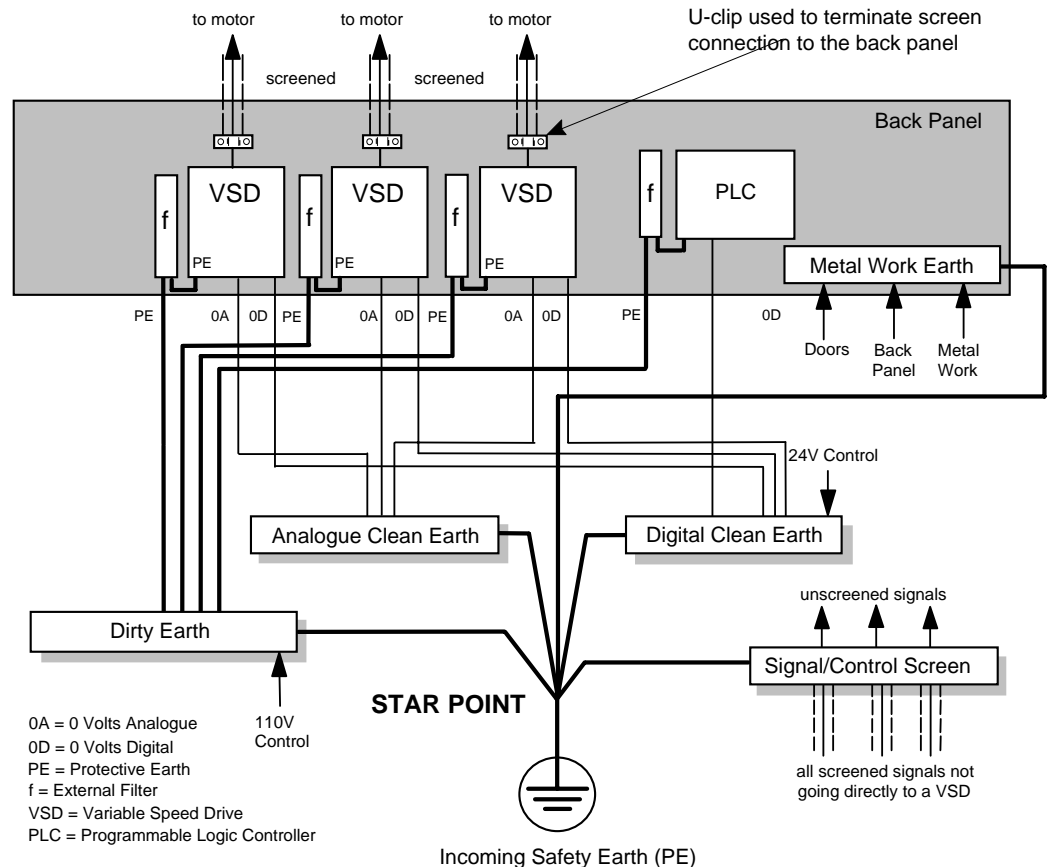 to motor
to motor
to motor
U-clip used to terminate screen
connection to the back panel
screened
screened
Back Panel
VSD
VSD
VSD
PLC
f
f
f
f
PE
PE
PE
Metal Work Earth
PE
0A
0D
PE
0A
0D
PE
0A
0D
PE
0D
Doors
Back
Panel
Metal
Work
24V Control
Analogue Clean Earth
Digital Clean Earth
unscreened signals
Dirty Earth
Signal/Control Screen
STAR POINT
110V
Control
0A = 0 Volts Analogue
0D = 0 Volts Digital
PE = Protective Earth
f = External Filter
VSD = Variable Speed Drive
PLC = Programmable Logic Controller
all screened signals not
going directly to a VSD
Incoming Safety Earth (PE)